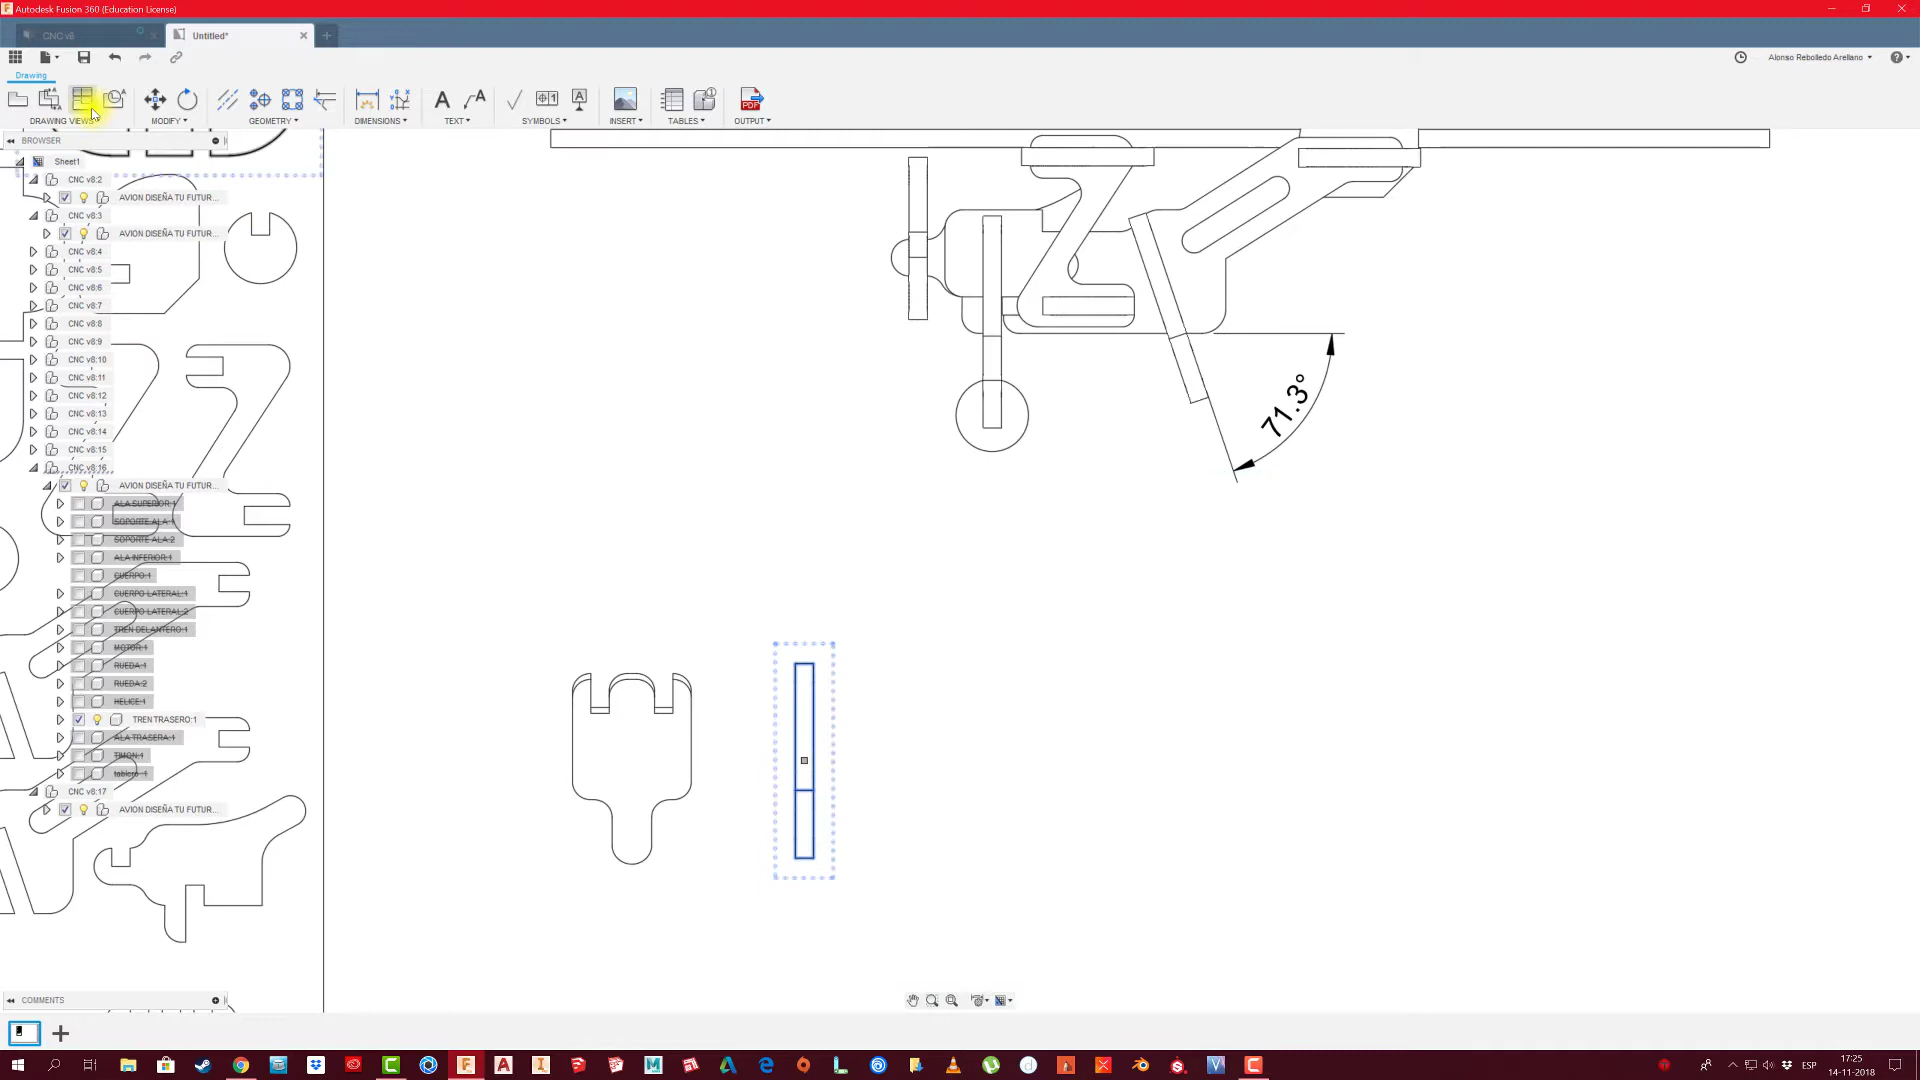 Autodesk Fusion 360 (Education License)
CNC v8
Untitled*
Alonso Rebolledo Arellano
Drawing
DRAWING VIEWS
MODIFY
GEOMETRY
DIMENSIONS
TEXT
SYMBOLS
INSERT
TABLES
OUTPUT
BROWSER
Sheet1
CNC v8:2
AVION DISEÑA TU FUTUR...
CNC v8:3
AVION DISEÑA TU FUTUR...
CNC v8:4
CNC v8:5
CNC v8:6
CNC v8:7
CNC v8:8
CNC v8:9
CNC v8:10
CNC v8:11
CNC v8:12
CNC v8:13
CNC v8:14
CNC v8:15
CNC v8:16
AVION DISEÑA TU FUTUR...
ALA SUPERIOR:1
SOPORTE ALA:1
SOPORTE ALA:2
ALA INFERIOR:1
CUERPO:1
CUERPO LATERAL:1
CUERPO LATERAL:2
TREN DELANTERO:1
MOTOR:1
RUEDA:1
RUEDA:2
HELICE:1
TREN TRASERO:1
ALA TRASERA:1
TIMON:1
tablero :1
CNC v8:17
AVION DISEÑA TU FUTUR...
71.3°
COMMENTS
PDF
ESP
17:25
14-11-2018